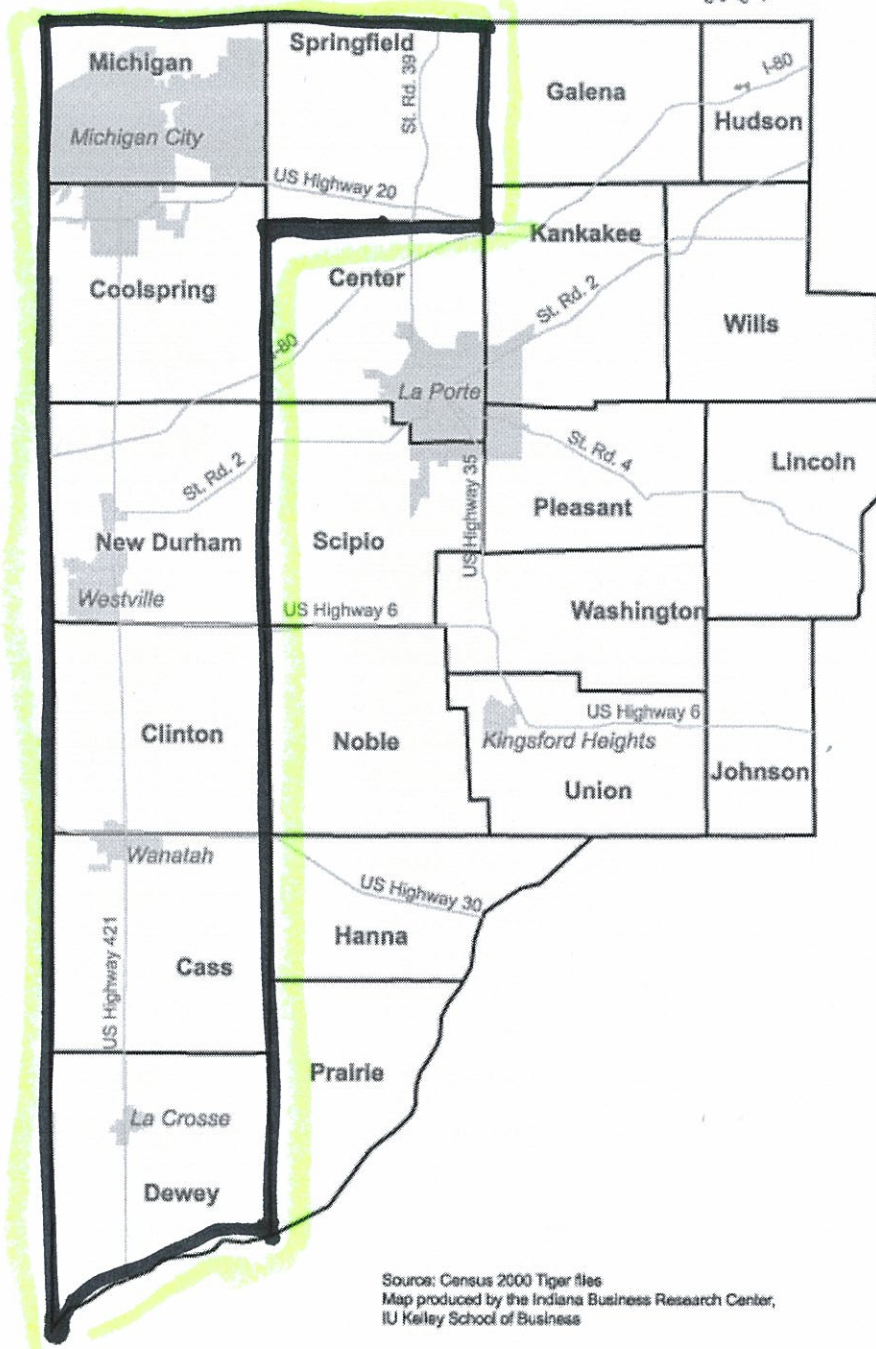 Michigan
Springfield
St. Rd. 39
Galena
I-80
Hudson
Michigan City
US Highway 20
Kankakee
Coolspring
Center
St. Rd. 2
Wills
I-80
La Porte
St. Rd. 2
St. Rd. 4
Lincoln
US Highway 35
Pleasant
New Durham
Scipio
Westville
US Highway 6
Washington
Clinton
Noble
US Highway 6
Kingsford Heights
Johnson
Union
Wanatah
US Highway 30
US Highway 421
Hanna
Cass
Prairie
La Crosse
Dewey
Source: Census 2000 Tiger files
Map produced by the Indiana Business Research Center,
IU Kelley School of Business